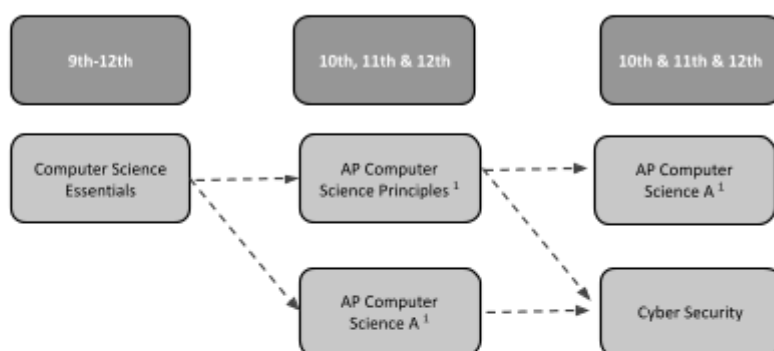 9th-12th
10th, 11th & 12th
10th & 11th & 12th
Computer Science
Essentials
AP Computer
Science Principles 1
AP Computer
Science A 1
AP Computer
Science A 1
Cyber Security